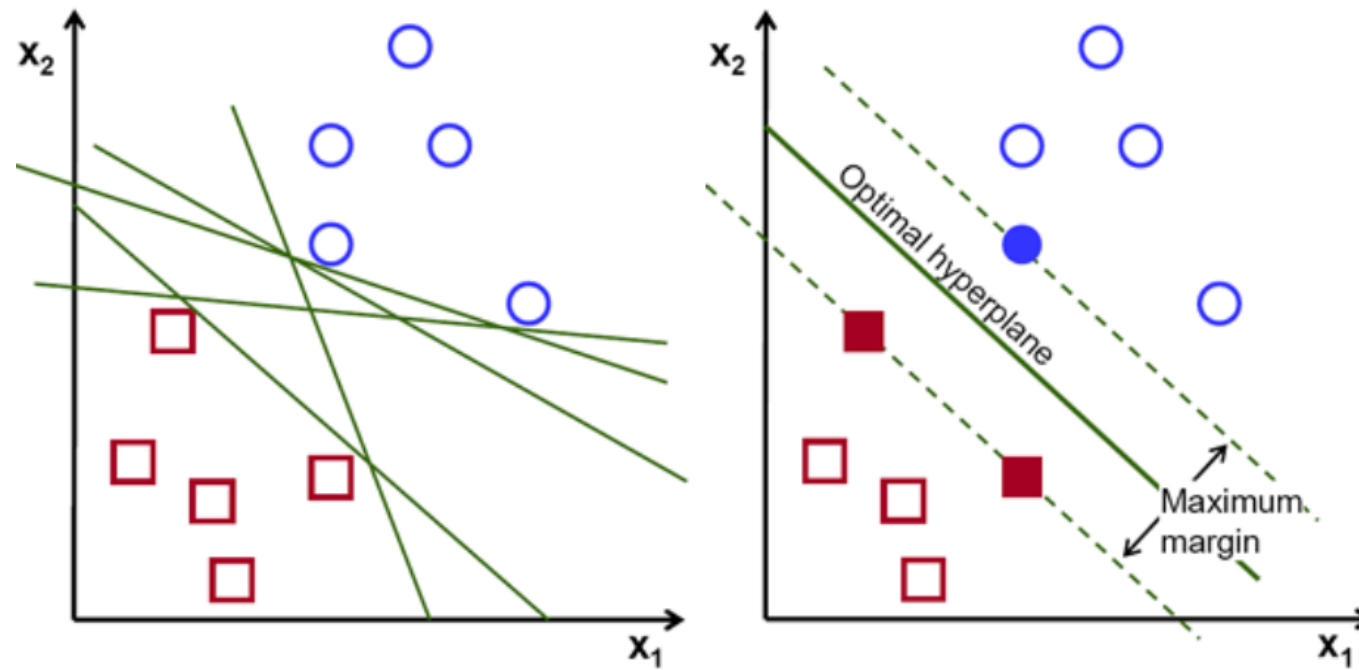 x₂
x₁
x₂
Optimal hyperplane
Maximum
margin
x₁